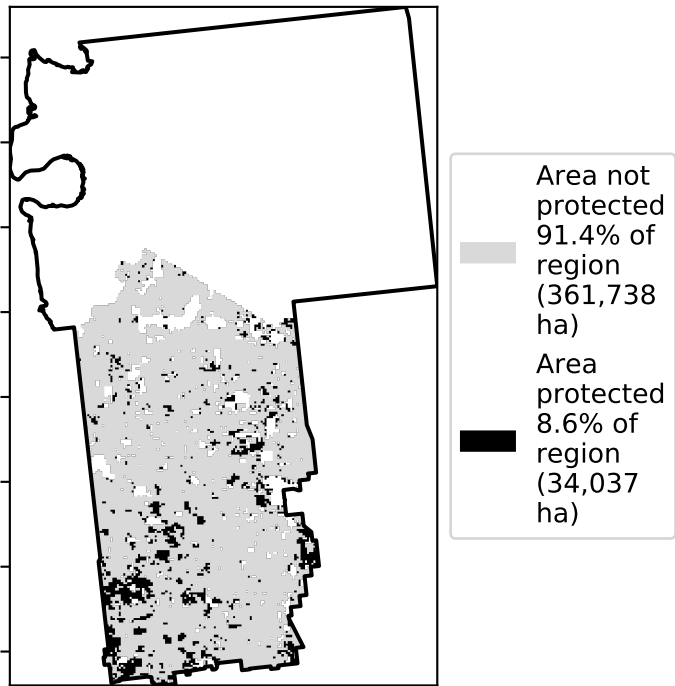 Area not
protected
91.4% of
region
(361,738
ha)
Area
protected
8.6% of
region
(34,037
ha)